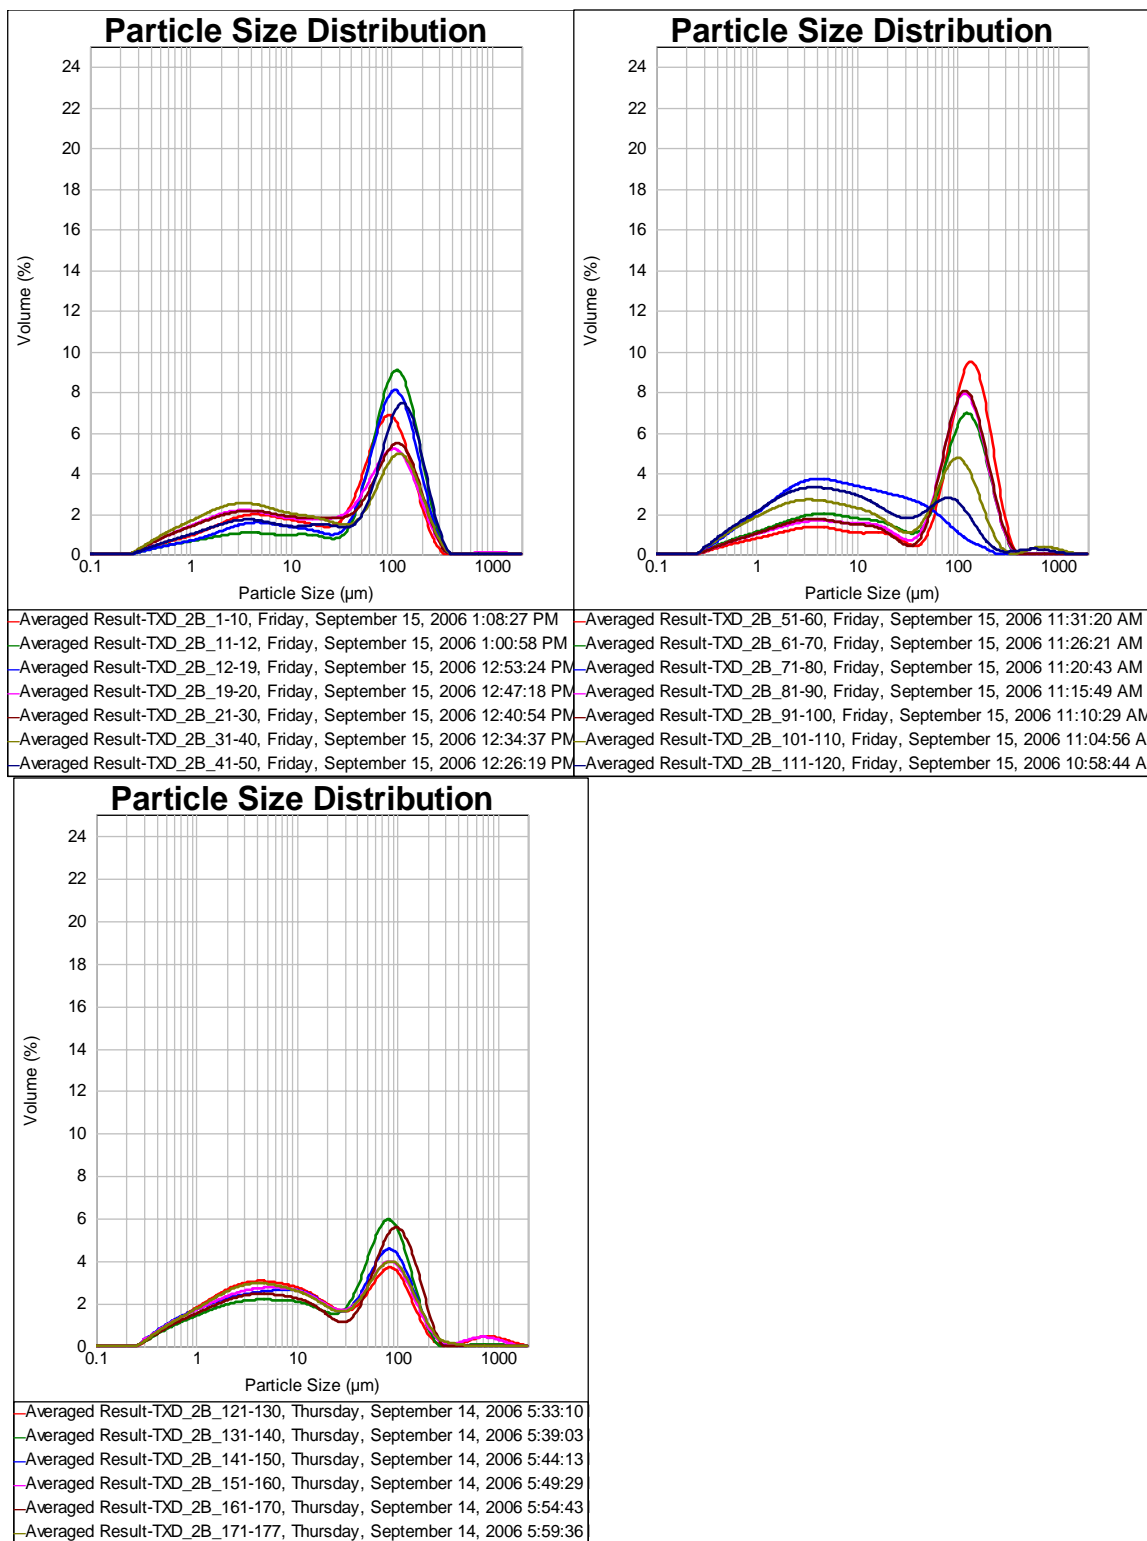 Particle Size Distribution
24
22
20
18
16
14
12
10
8
6
4
2
0
0.1 1 10 100 1000
Volume (%)
Particle Size (µm)
Averaged Result-TXD_2B_1-10, Friday, September 15, 2006 1:08:27 PM
Averaged Result-TXD_2B_11-12, Friday, September 15, 2006 1:00:58 PM
Averaged Result-TXD_2B_12-19, Friday, September 15, 2006 12:53:24 PM
Averaged Result-TXD_2B_19-20, Friday, September 15, 2006 12:47:18 PM
Averaged Result-TXD_2B_21-30, Friday, September 15, 2006 12:40:54 PM
Averaged Result-TXD_2B_31-40, Friday, September 15, 2006 12:34:37 PM
Averaged Result-TXD_2B_41-50, Friday, September 15, 2006 12:26:19 PM
Particle Size Distribution
24
22
20
18
16
14
12
10
8
6
4
2
0
0.1 1 10 100 1000
Volume (%)
Particle Size (µm)
Averaged Result-TXD_2B_51-60, Friday, September 15, 2006 11:31:20 AM
Averaged Result-TXD_2B_61-70, Friday, September 15, 2006 11:26:21 AM
Averaged Result-TXD_2B_71-80, Friday, September 15, 2006 11:20:43 AM
Averaged Result-TXD_2B_81-90, Friday, September 15, 2006 11:15:49 AM
Averaged Result-TXD_2B_91-100, Friday, September 15, 2006 11:10:29 AM
Averaged Result-TXD_2B_101-110, Friday, September 15, 2006 11:04:56 A
Averaged Result-TXD_2B_111-120, Friday, September 15, 2006 10:58:44 A
Particle Size Distribution
24
22
20
18
16
14
12
10
8
6
4
2
0
0.1 1 10 100 1000
Volume (%)
Particle Size (µm)
Averaged Result-TXD_2B_121-130, Thursday, September 14, 2006 5:33:10
Averaged Result-TXD_2B_131-140, Thursday, September 14, 2006 5:39:03
Averaged Result-TXD_2B_141-150, Thursday, September 14, 2006 5:44:13
Averaged Result-TXD_2B_151-160, Thursday, September 14, 2006 5:49:29
Averaged Result-TXD_2B_161-170, Thursday, September 14, 2006 5:54:43
Averaged Result-TXD_2B_171-177, Thursday, September 14, 2006 5:59:36